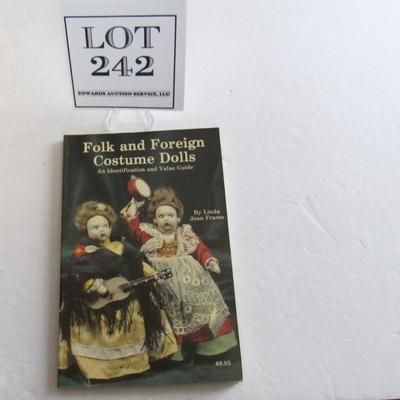 LOT
242
EDWARDS AUCTION SERVICE, LLC
Folk and Foreign
Costume Dolls
An Identification and Value Guide
By Linda
Jean Frame
$9.95